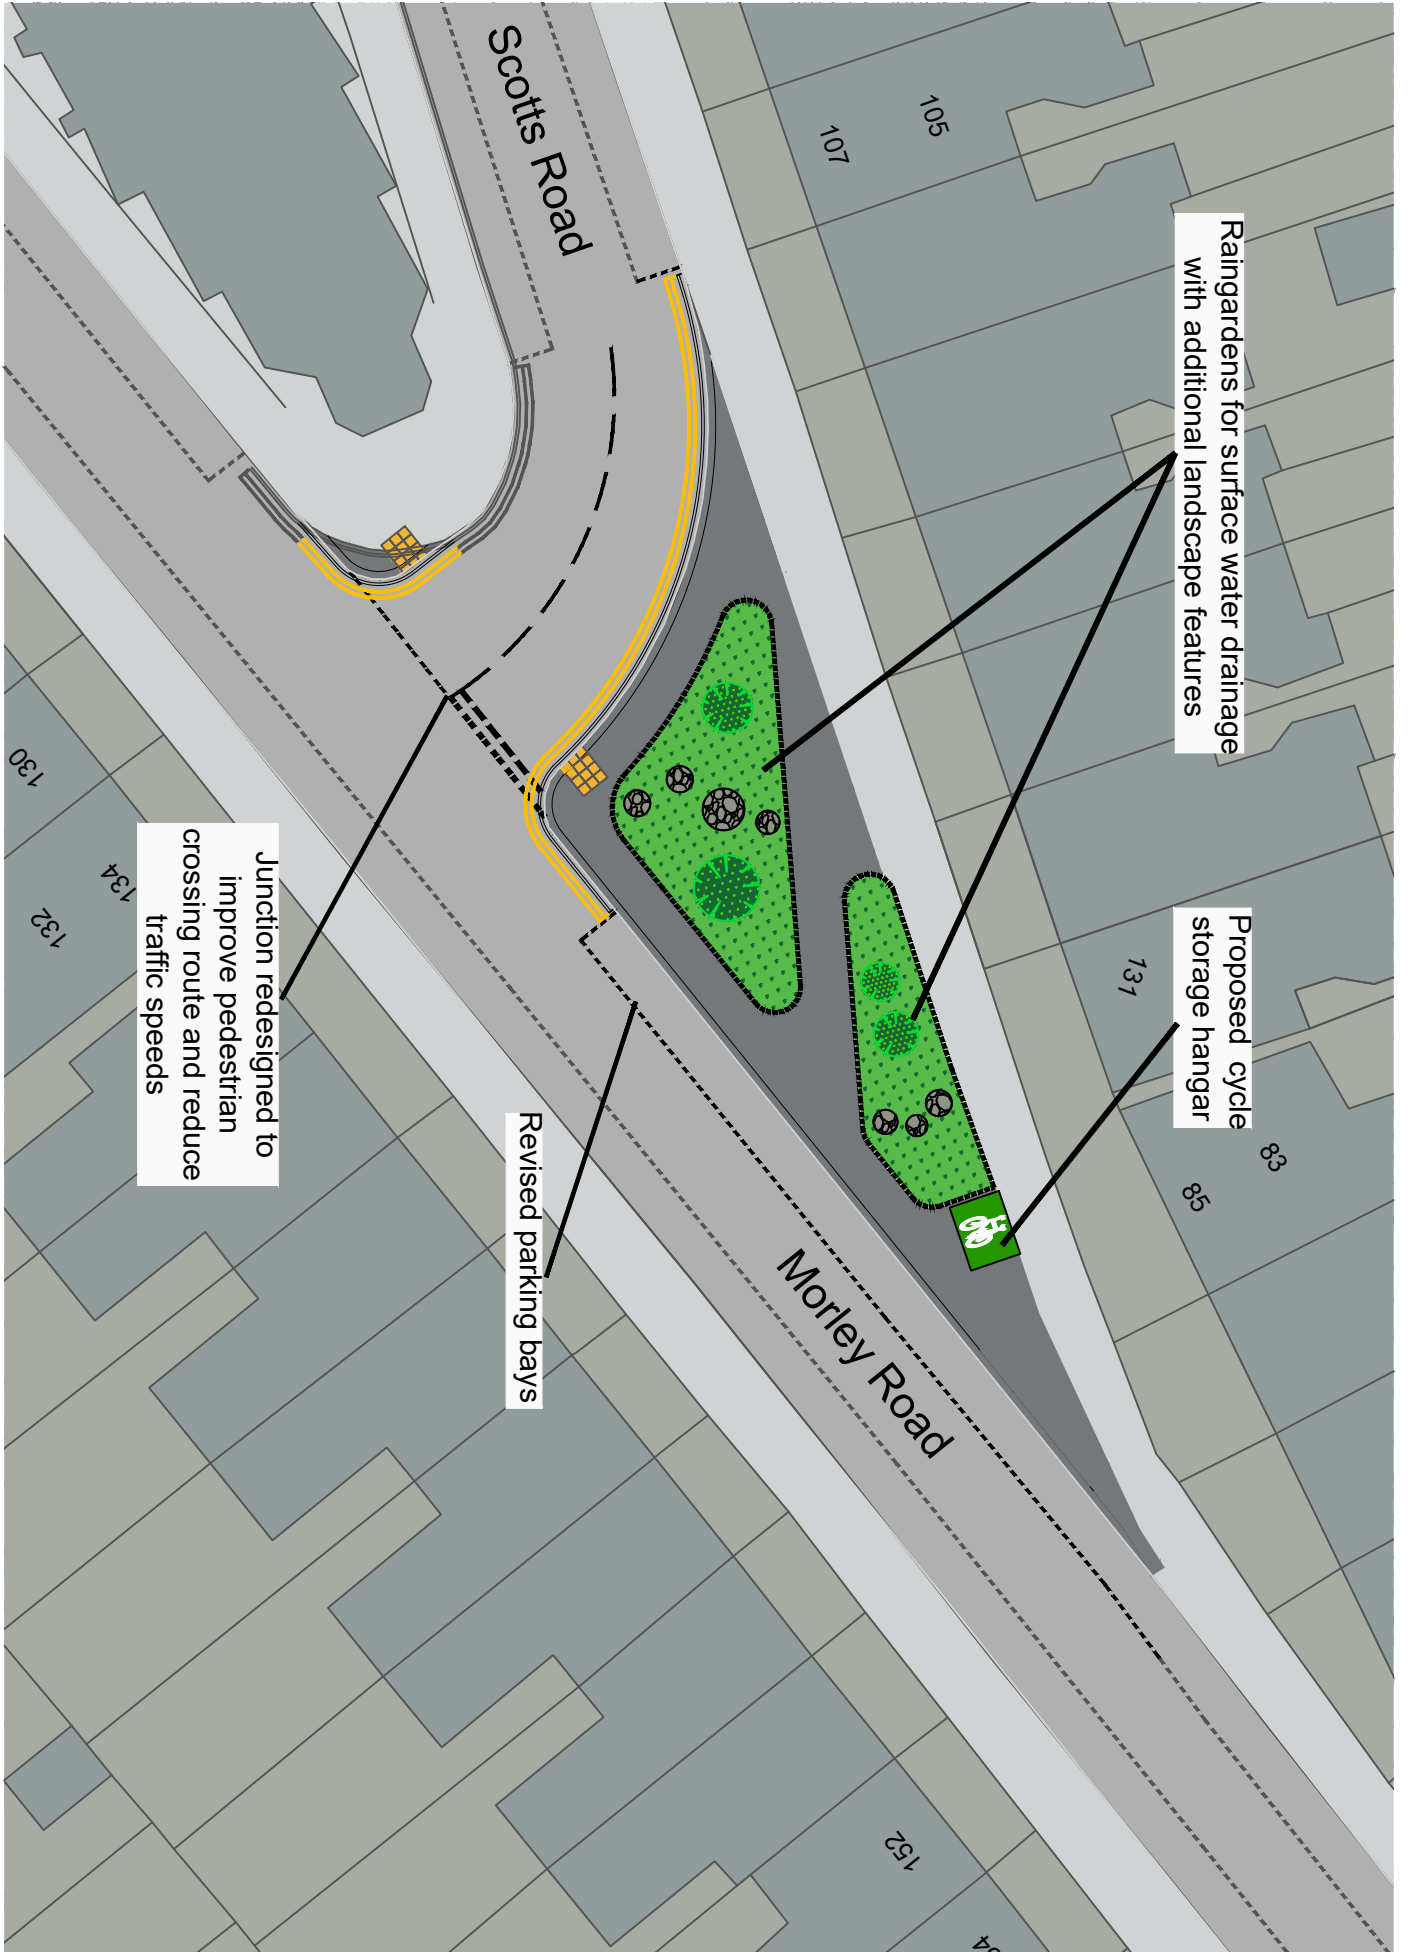 Raingardens for surface water drainage
with additional landscape features
Proposed cycle
storage hangar
Scotts Road
Morley Road
Revised parking bays
Junction redesigned to
improve pedestrian
crossing route and reduce
traffic speeds
105
107
131
83
85
130
134
132
152